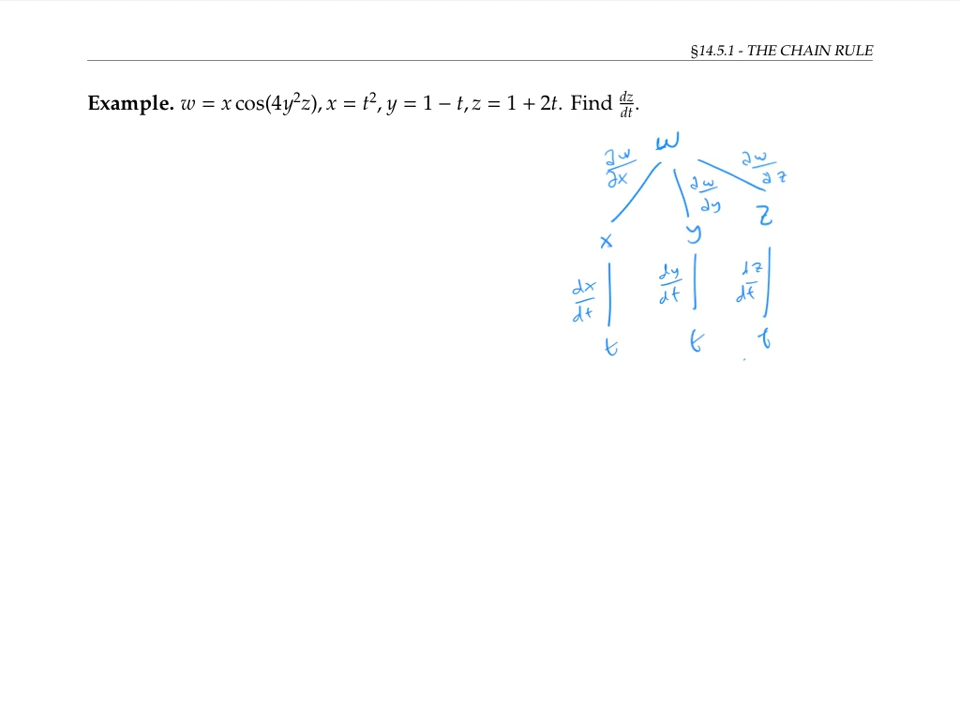 §14.5.1 - THE CHAIN RULE
Example. w = x cos(4y²z), x = t², y = 1 − t, z = 1 + 2t. Find dz/dt.
w
∂w/∂x ∂w/∂y ∂w/∂z
x y z
dx/dt dy/dt dz/dt
t t t